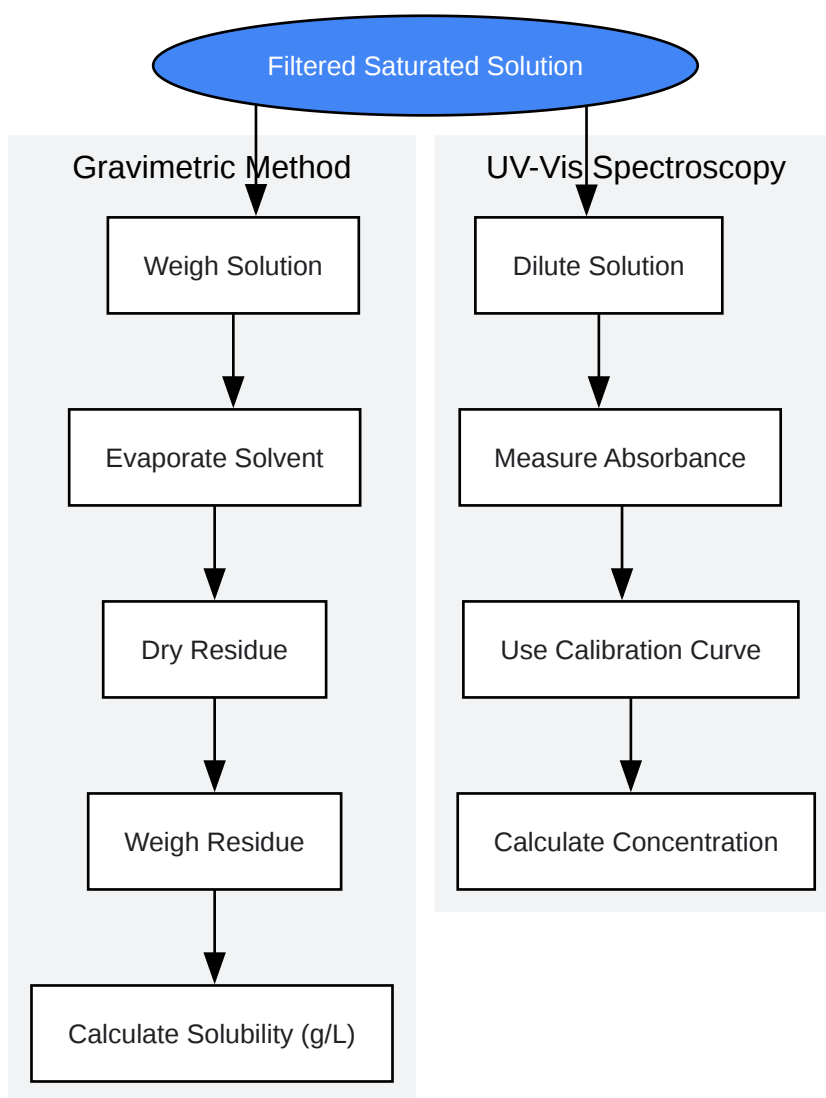 Filtered Saturated Solution
Gravimetric Method
Weigh Solution
Evaporate Solvent
Dry Residue
Weigh Residue
Calculate Solubility (g/L)
UV-Vis Spectroscopy
Dilute Solution
Measure Absorbance
Use Calibration Curve
Calculate Concentration